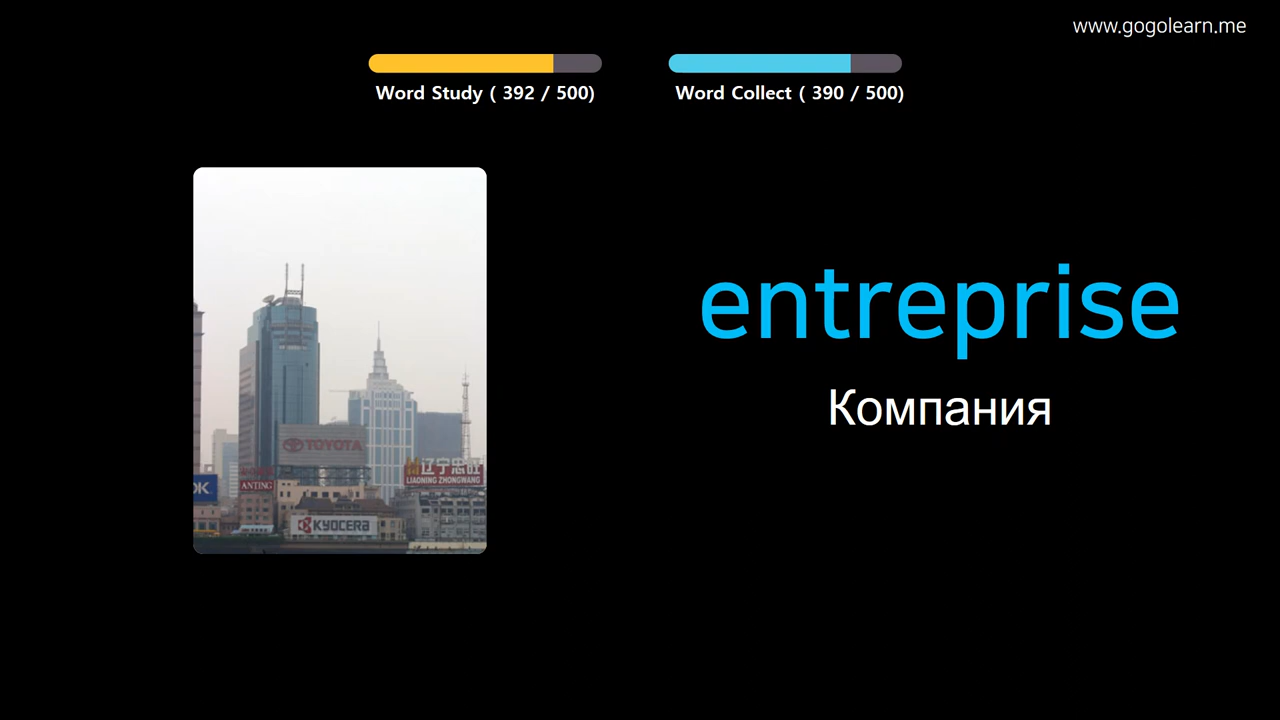 www.gogolearn.me
Word Study ( 392 / 500)
Word Collect ( 390 / 500)
entreprise
Компания
TOYOTA
辽宁忠旺
LIAONING ZHONGWANG
OK.
ANTING
KYOCERA